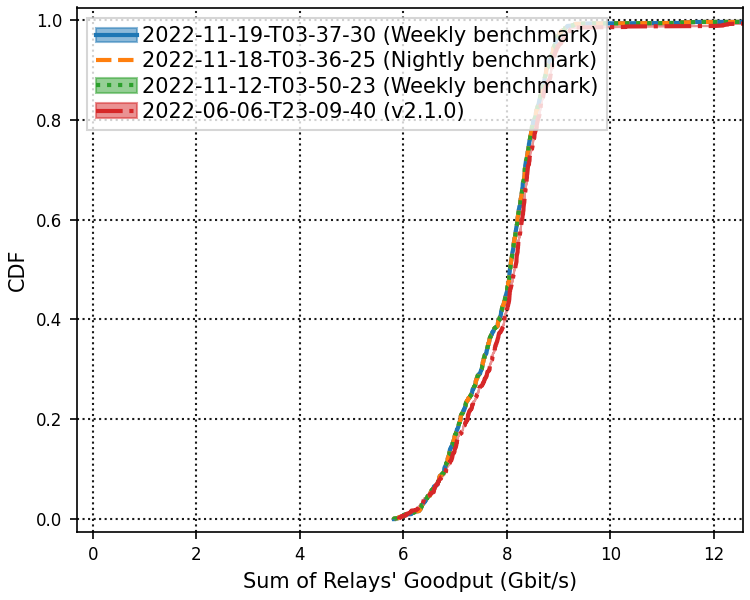 2022-11-19-T03-37-30 (Weekly benchmark)
2022-11-18-T03-36-25 (Nightly benchmark)
2022-11-12-T03-50-23 (Weekly benchmark)
2022-06-06-T23-09-40 (v2.1.0)
1.0
0.8
0.6
0.4
0.2
0.0
CDF
0 2 4 6 8 10 12
Sum of Relays' Goodput (Gbit/s)